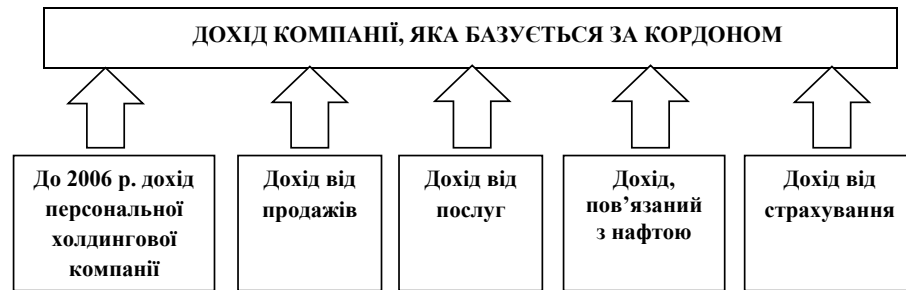 ДОХІД КОМПАНІЇ, ЯКА БАЗУЄТЬСЯ ЗА КОРДОНОМ
До 2006 р. дохід
персональної
холдингової
компанії
Дохід від
продажів
Дохід від
послуг
Дохід,
пов’язаний
з нафтою
Дохід від
страхування